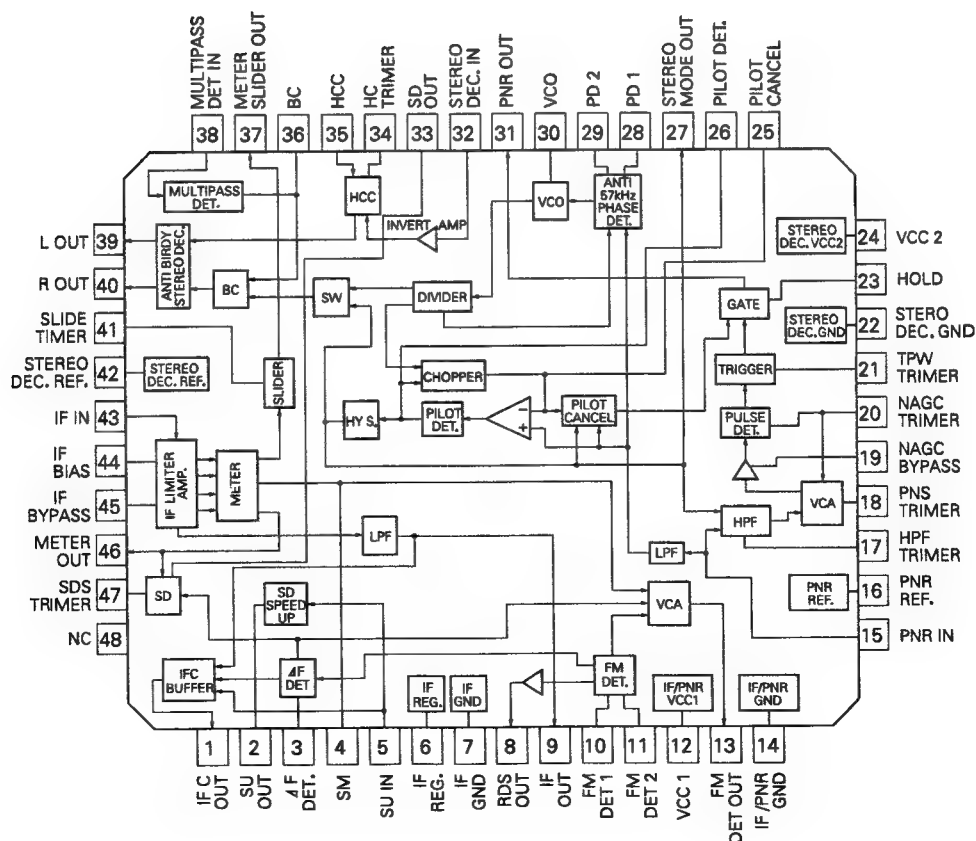 MULTIPASS
DET IN
METER
SLIDER OUT
BC
HCC
HC
TRIMER
SD
OUT
STEREO
DEC. IN
PNR OUT
VCO
PD 2
PD 1
STEREO
MODE OUT
PILOT DET.
PILOT
CANCEL
38
37
36
35
34
33
32
31
30
29
28
27
26
25
MULTIPASS
DET.
HCC
INVERT AMP
VCO
ANTI
57kHz
PHASE
DET.
L OUT
39
R OUT
40
SLIDE
TIMER
41
STEREO
DEC. REF.
42
IF IN
43
IF
BIAS
44
IF
BYPASS
45
METER
OUT
46
SDS
TRIMER
47
NC
48
ANTI BIRDY.
STEREO DEC.
BC
SW
DIVIDER
STEREO
DEC. REF.
SLIDER
CHOPPER
HY S.
PILOT
DET.
−
+
PILOT
CANCEL
IF LIMITER
AMP.
METER
LPF
LPF
SD
SD
SPEED
UP
VCA
IFC
BUFFER
ΔF
DET
FM
DET.
IF
REG.
IF
GND
IF/PNR
VCC1
IF/PNR
GND
STEREO
DEC. VCC2
GATE
STEREO
DEC. GND
TRIGGER
PULSE
DET.
VCA
HPF
PNR
REF.
24
VCC 2
23
HOLD
22
STERO
DEC. GND
21
TPW
TRIMER
20
NAGC
TRIMER
19
NAGC
BYPASS
18
PNS
TRIMER
17
HPF
TRIMER
16
PNR
REF.
15
PNR IN
1
2
3
4
5
6
7
8
9
10
11
12
13
14
IFC
OUT
SU
OUT
ΔF
DET.
SM
SU IN
IF
REG.
IF
GND
RDS
OUT
IF
OUT
FM
DET 1
FM
DET 2
VCC 1
FM
DET OUT
IF/PNR
GND